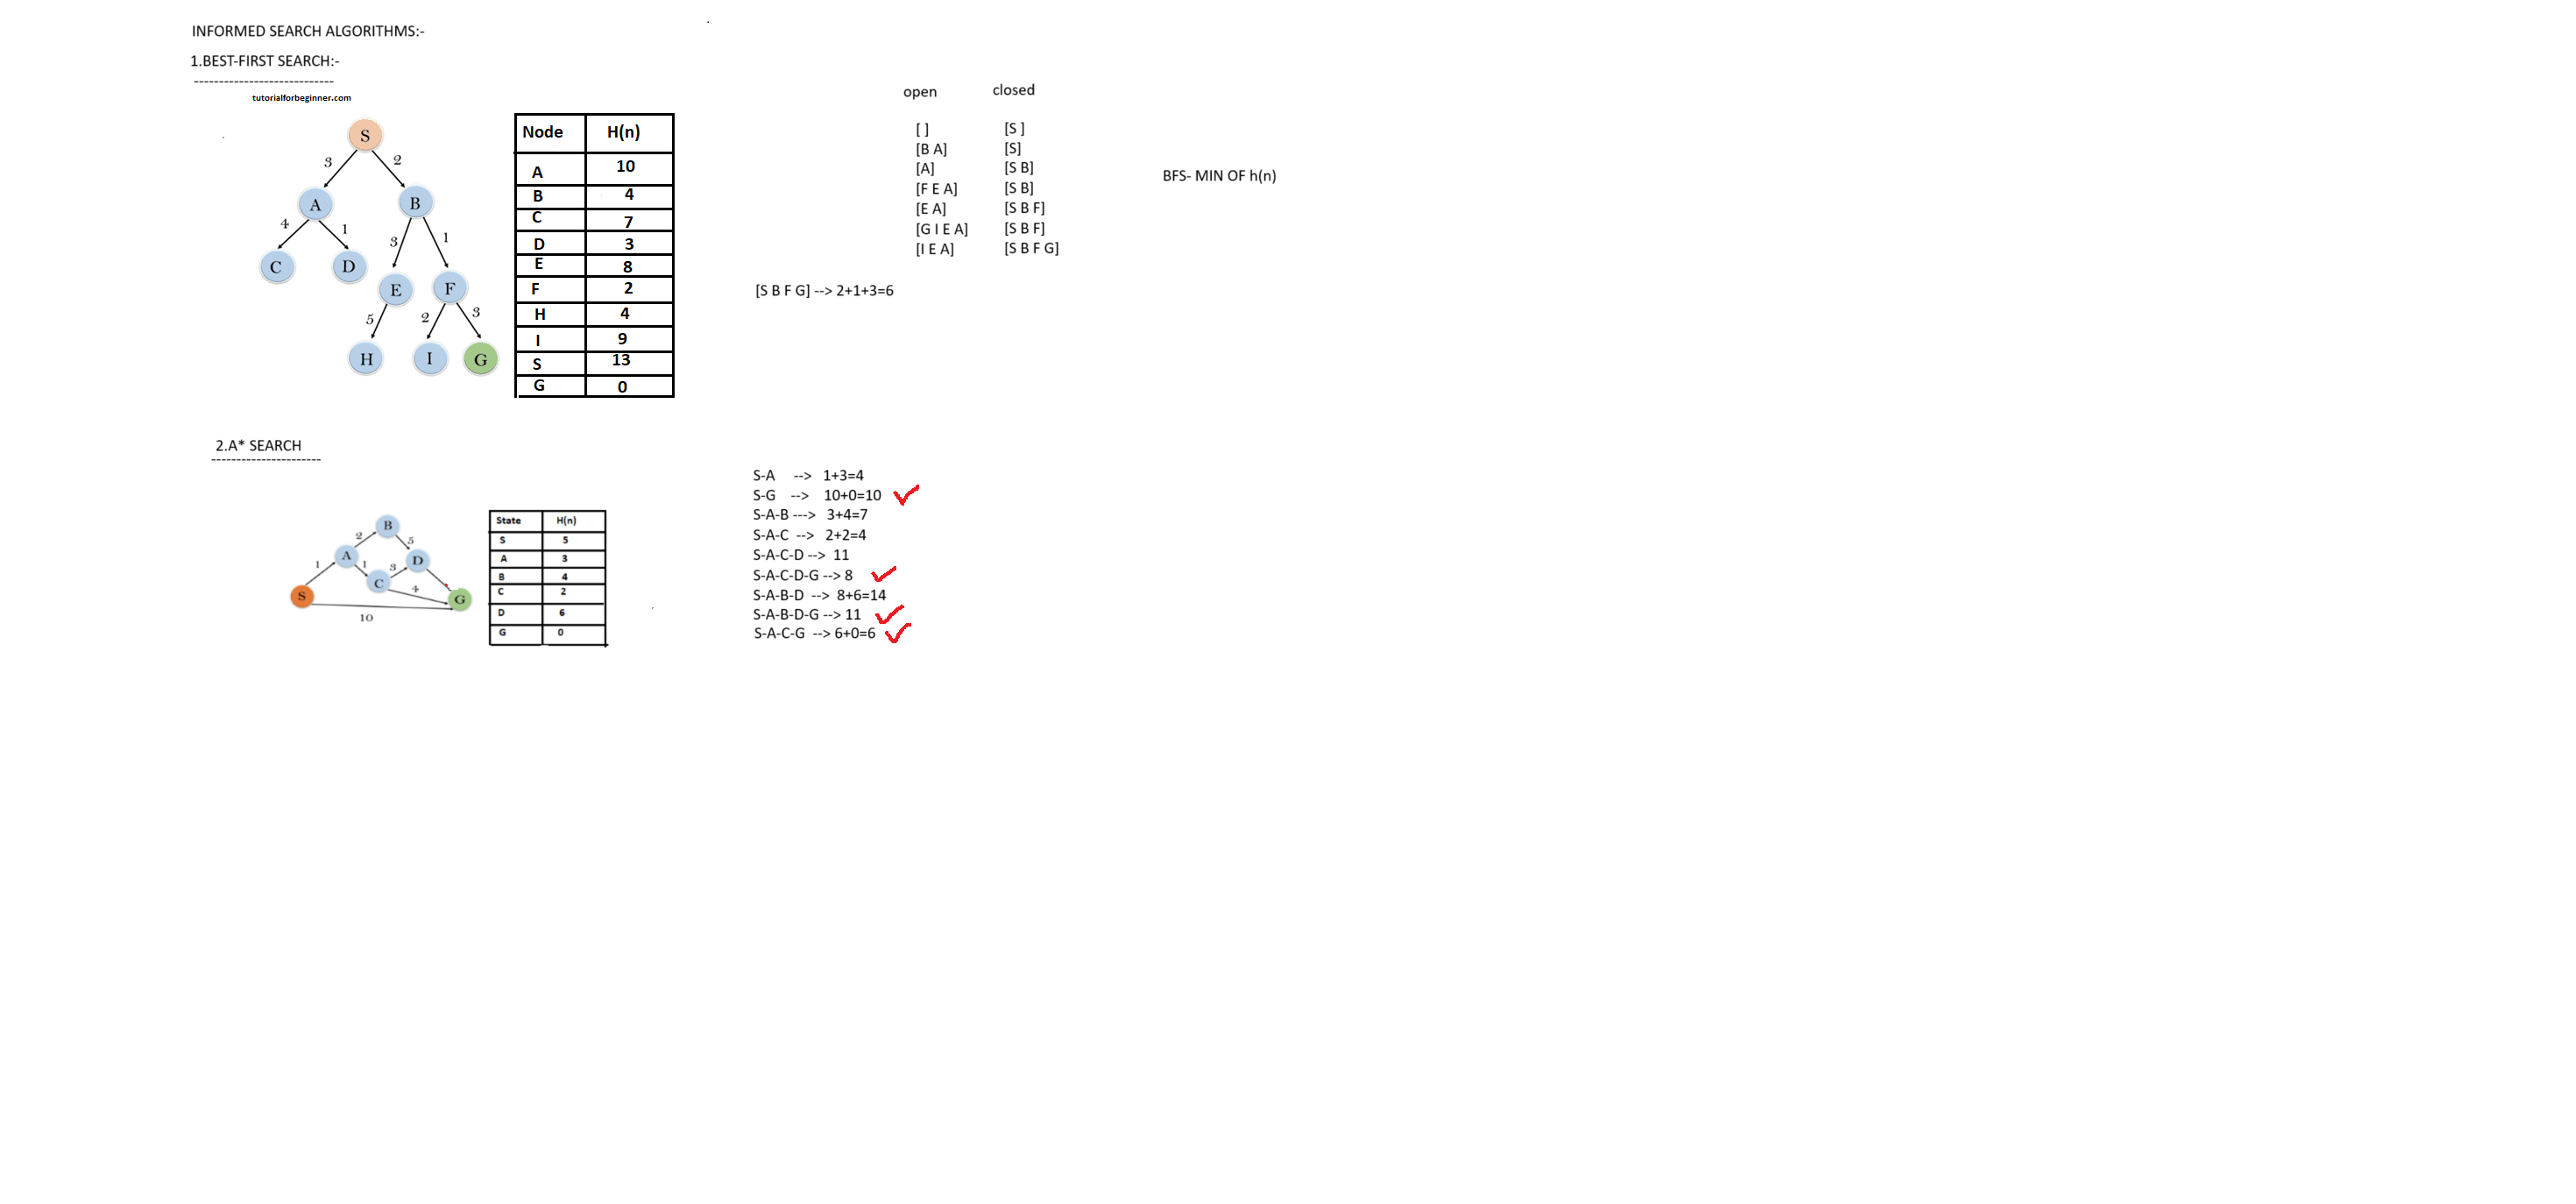 INFORMED SEARCH ALGORITHMS:-
1.BEST-FIRST SEARCH:-
----------------------------
tutorialforbeginner.com
S
3 2
A B
4 1 3 1
C D
E F
5 2 3
H I G
Node H(n)
A 10
B 4
C 7
D 3
E 8
F 2
H 4
I 9
S 13
G 0
open closed
[ ] [S ]
[B A] [S]
[A] [S B]
[F E A] [S B]
[E A] [S B F]
[G I E A] [S B F]
[I E A] [S B F G]
BFS- MIN OF h(n)
[S B F G] --> 2+1+3=6
2.A* SEARCH
----------------------
B
2 5
A D
1 1 3
C
4
S G
10
State H(n)
S 5
A 3
B 4
C 2
D 6
G 0
S-A --> 1+3=4
S-G --> 10+0=10
S-A-B ---> 3+4=7
S-A-C --> 2+2=4
S-A-C-D --> 11
S-A-C-D-G --> 8
S-A-B-D --> 8+6=14
S-A-B-D-G --> 11
S-A-C-G --> 6+0=6